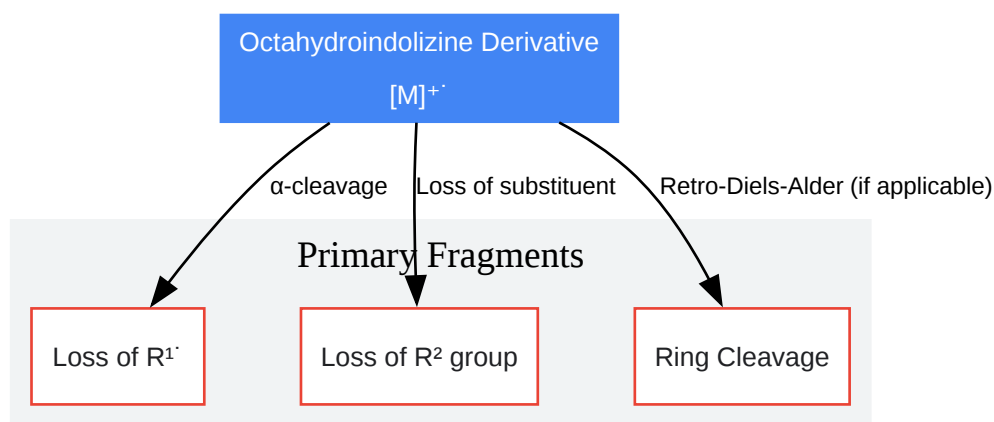 Octahydroindolizine Derivative
[M]⁺˙
α-cleavage
Loss of substituent
Retro-Diels-Alder (if applicable)
Primary Fragments
Loss of R¹˙
Loss of R² group
Ring Cleavage